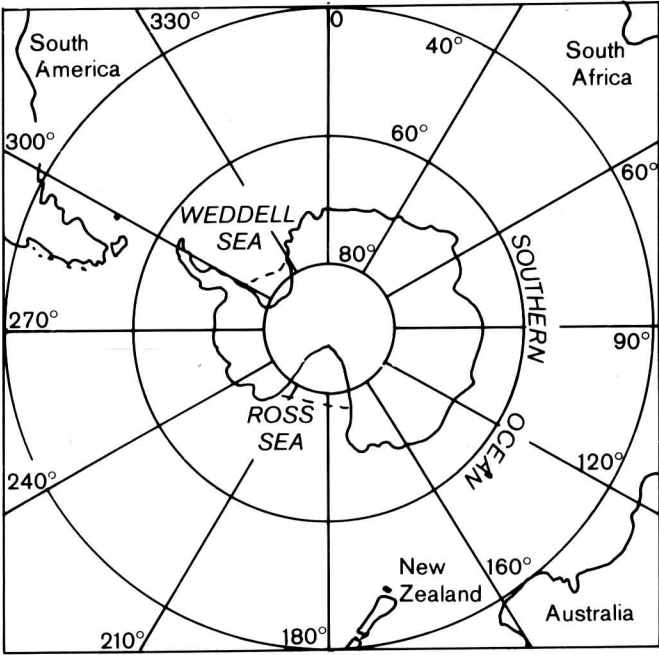 330°
0
40°
South
America
South
Africa
300°
60°
60°
WEDDELL
SEA
80°
SOUTHERN
270°
90°
ROSS
SEA
OCEAN
240°
120°
New
Zealand
160°
Australia
210°
180°